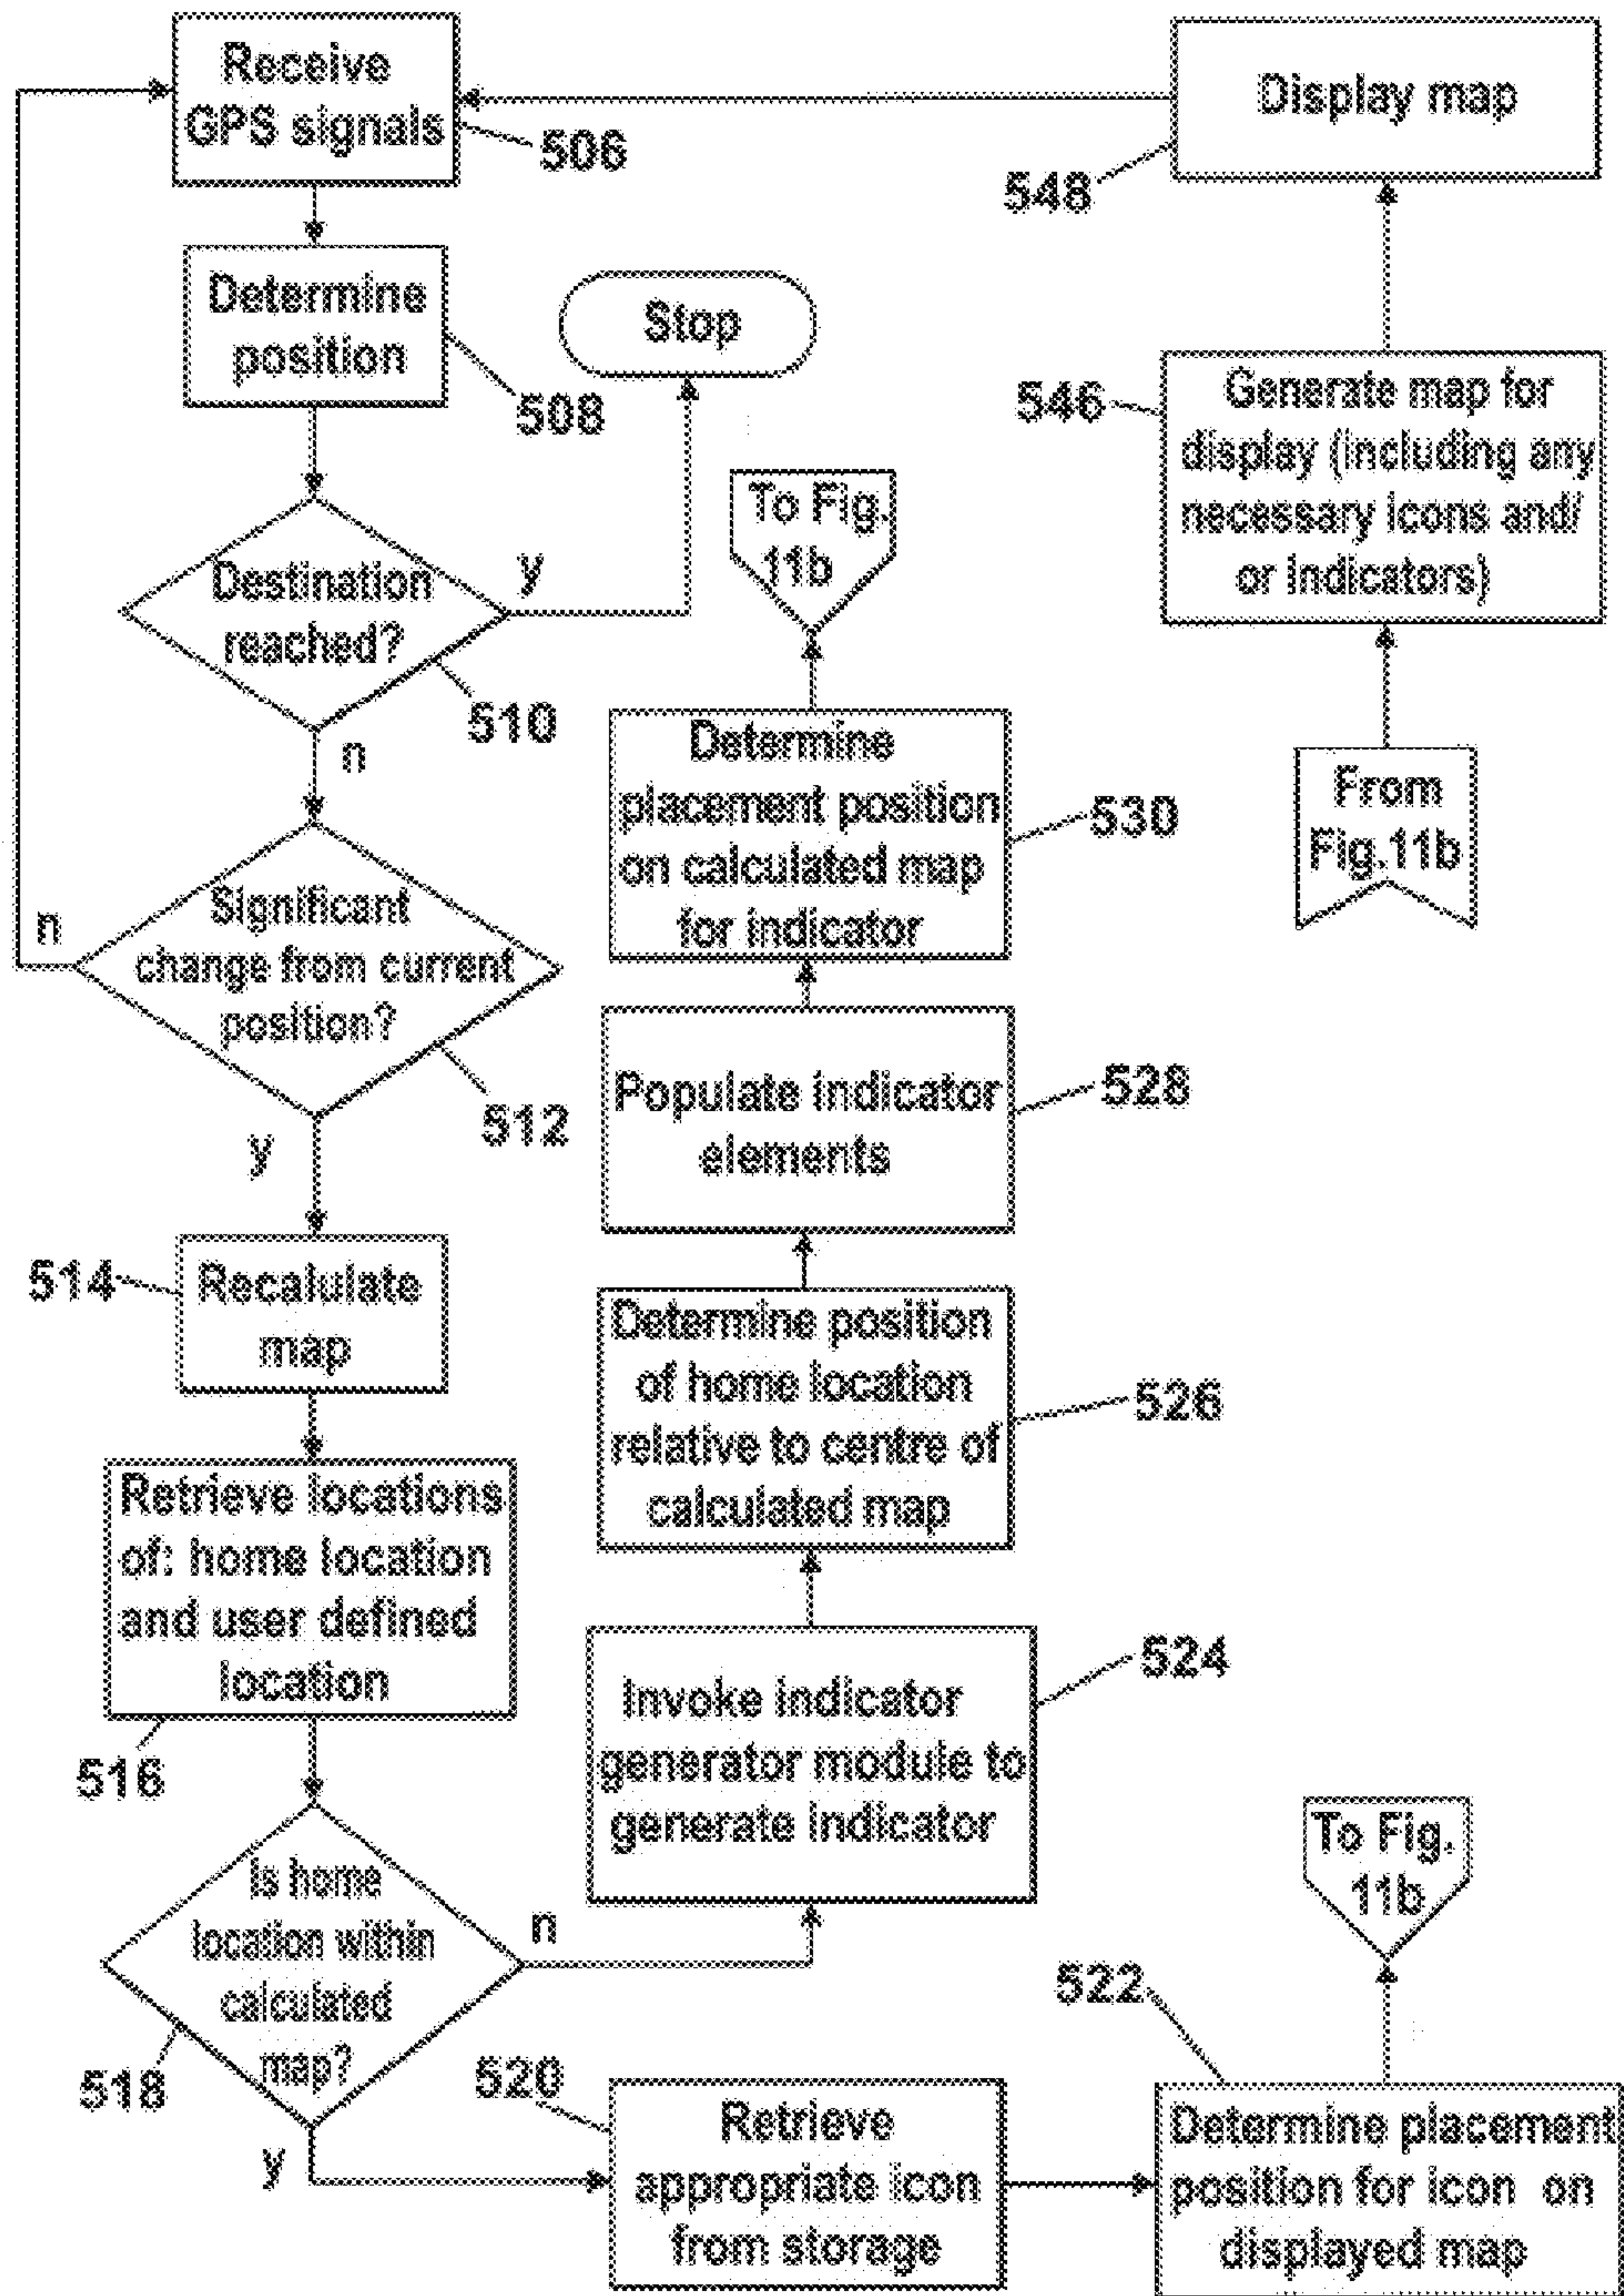 Receive
GPS signals
506
Determine
position
508
Destination
reached?
y
510
n
Stop
Significant
change from current
position?
n
512
y
514
Recalulate
map
Retrieve locations
of: home location
and user defined
location
516
Is home
location within
calculated
map?
518
n
y
520
Retrieve
appropriate icon
from storage
522
Determine placement
position for icon on
displayed map
To Fig.
11b
Invoke indicator
generator module to
generate indicator
524
Determine position
of home location
relative to centre of
calculated map
526
Populate indicator
elements
528
Determine
placement position
on calculated map
for indicator
530
To Fig.
11b
From
Fig.11b
546
Generate map for
display (including any
necessary icons and/
or indicators)
548
Display map